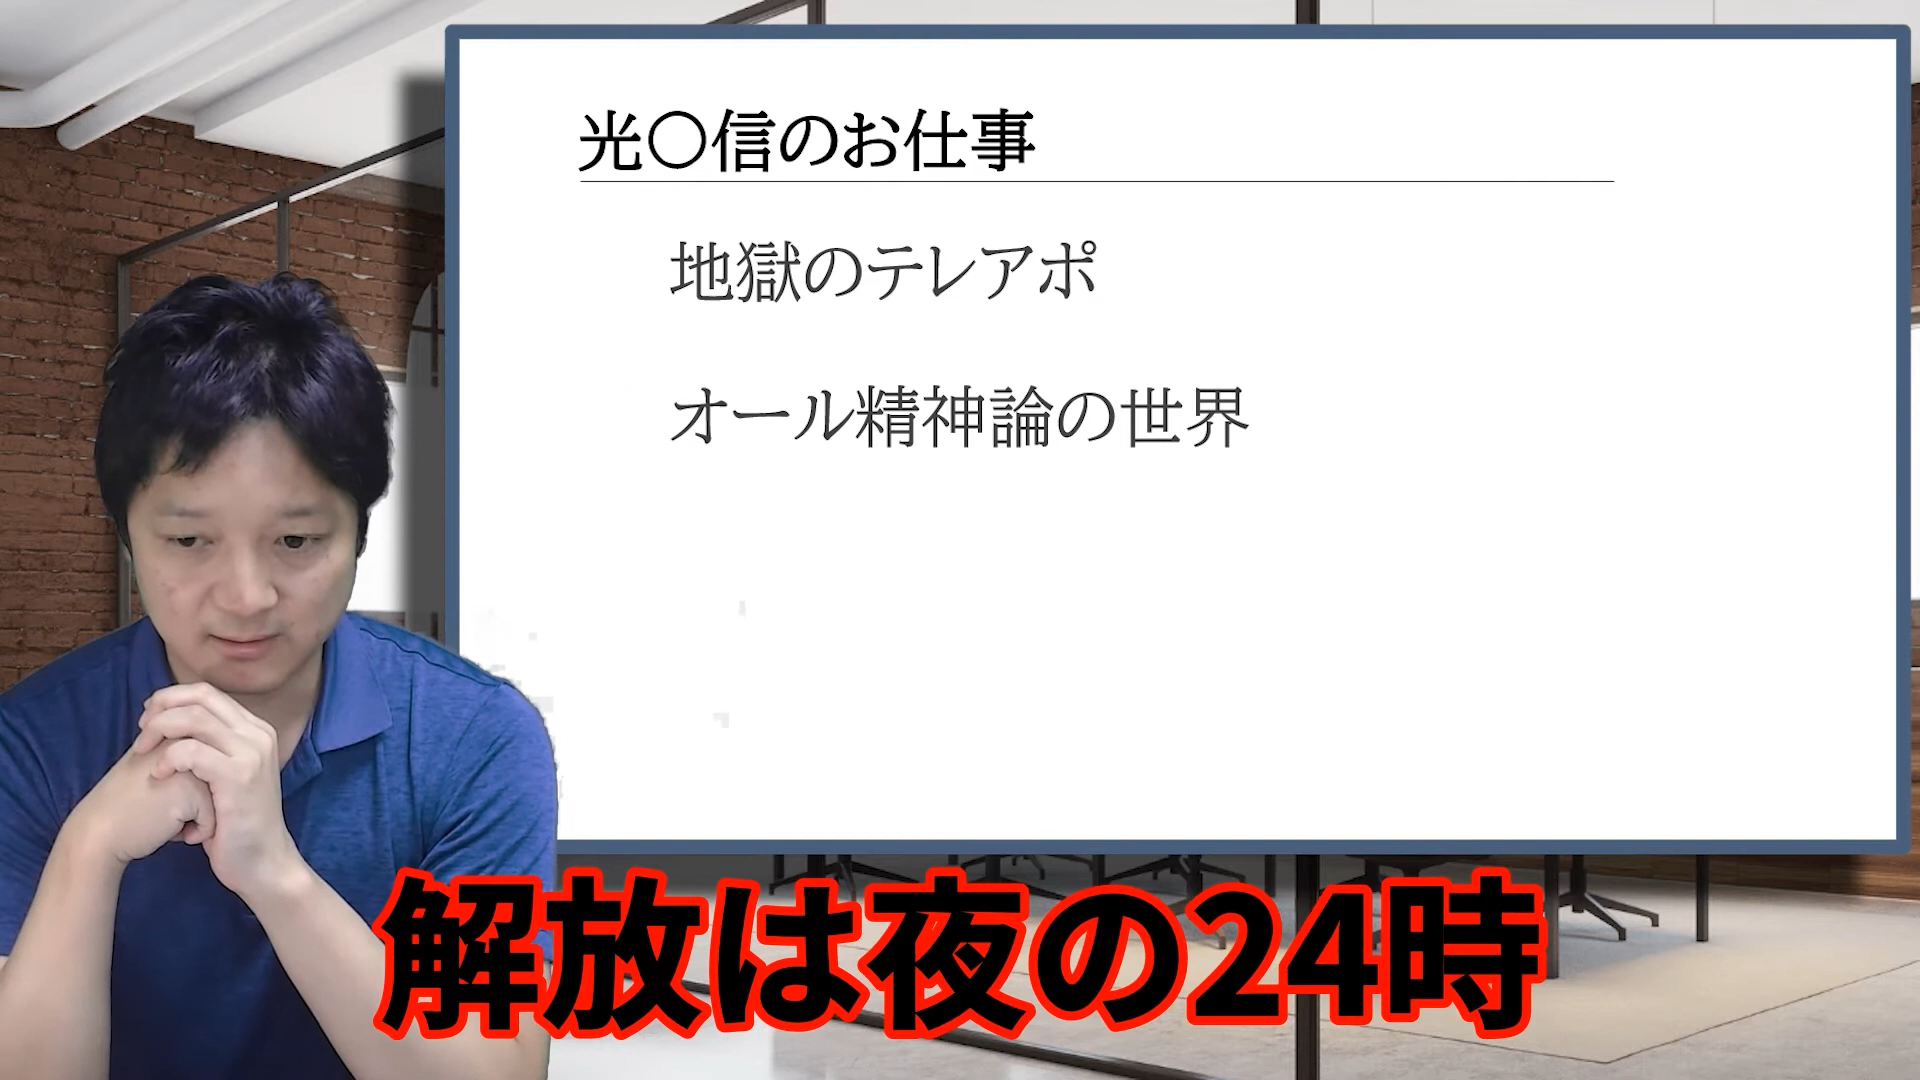 光〇信のお仕事
地獄のテレアポ
オール精神論の世界
解放は夜の24時